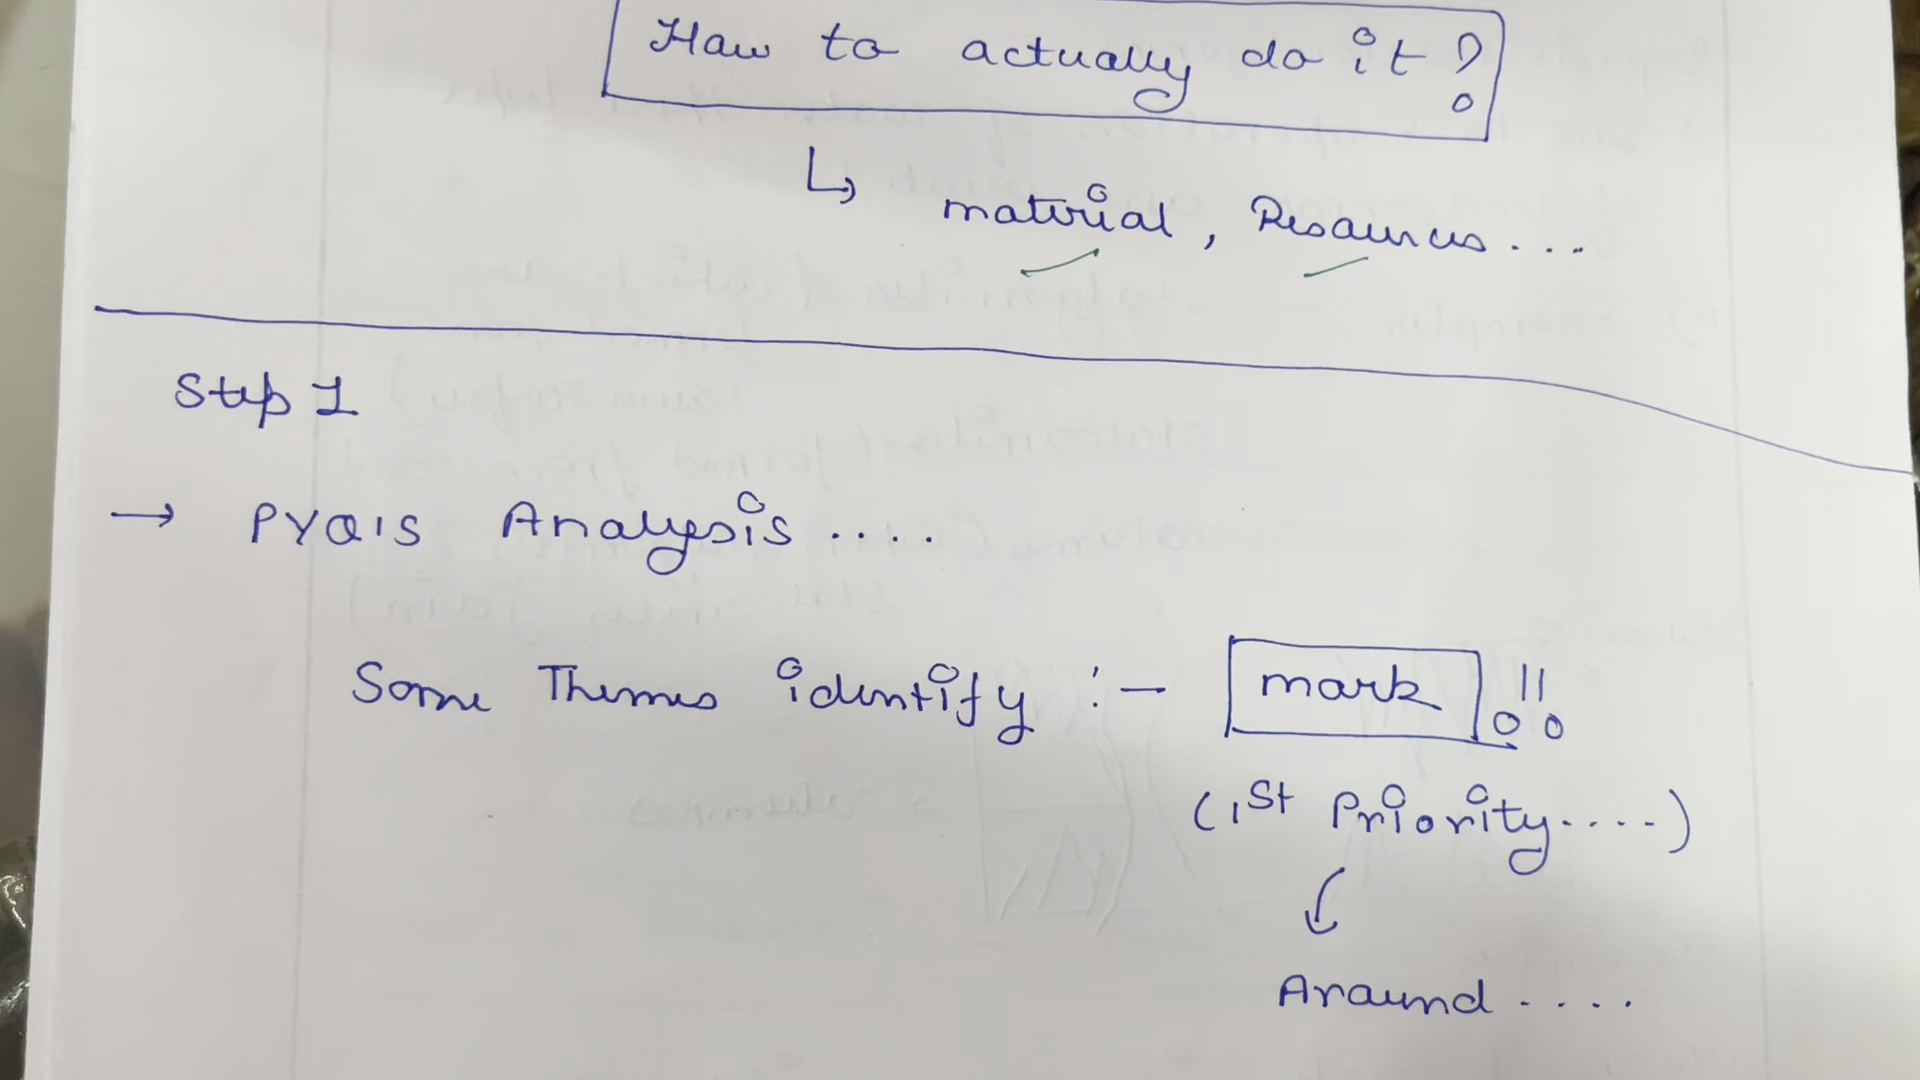 How to actually do it?
↳ material, Resources...
Step 1
→ PYQ's Analysis....
Some Themes identify :- mark !!
(1st Priority....)
Around....